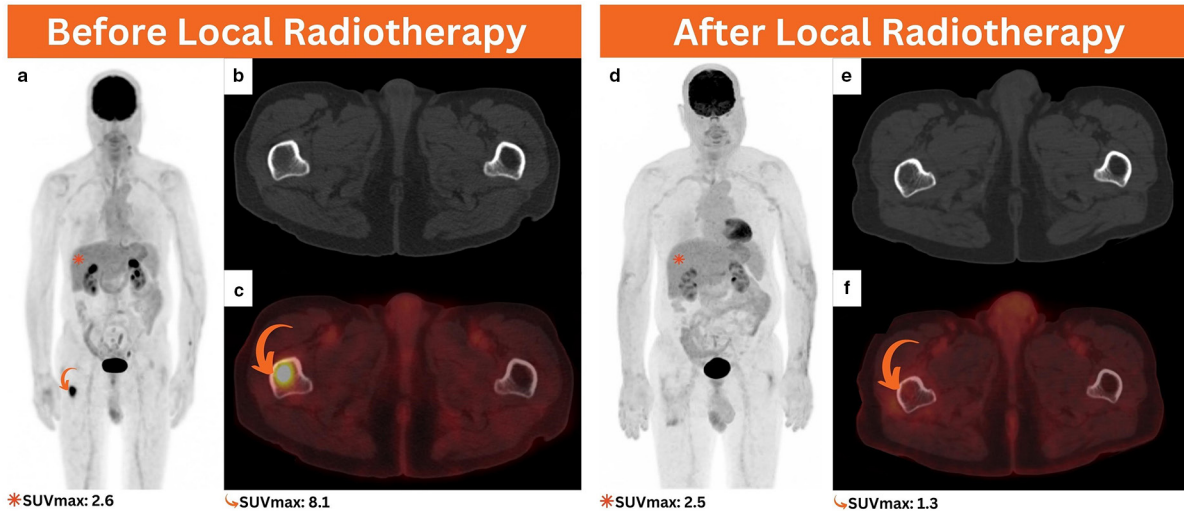 Before Local Radiotherapy
After Local Radiotherapy
a
b
c
d
e
f
✳SUVmax: 2.6
SUVmax: 8.1
✳SUVmax: 2.5
SUVmax: 1.3